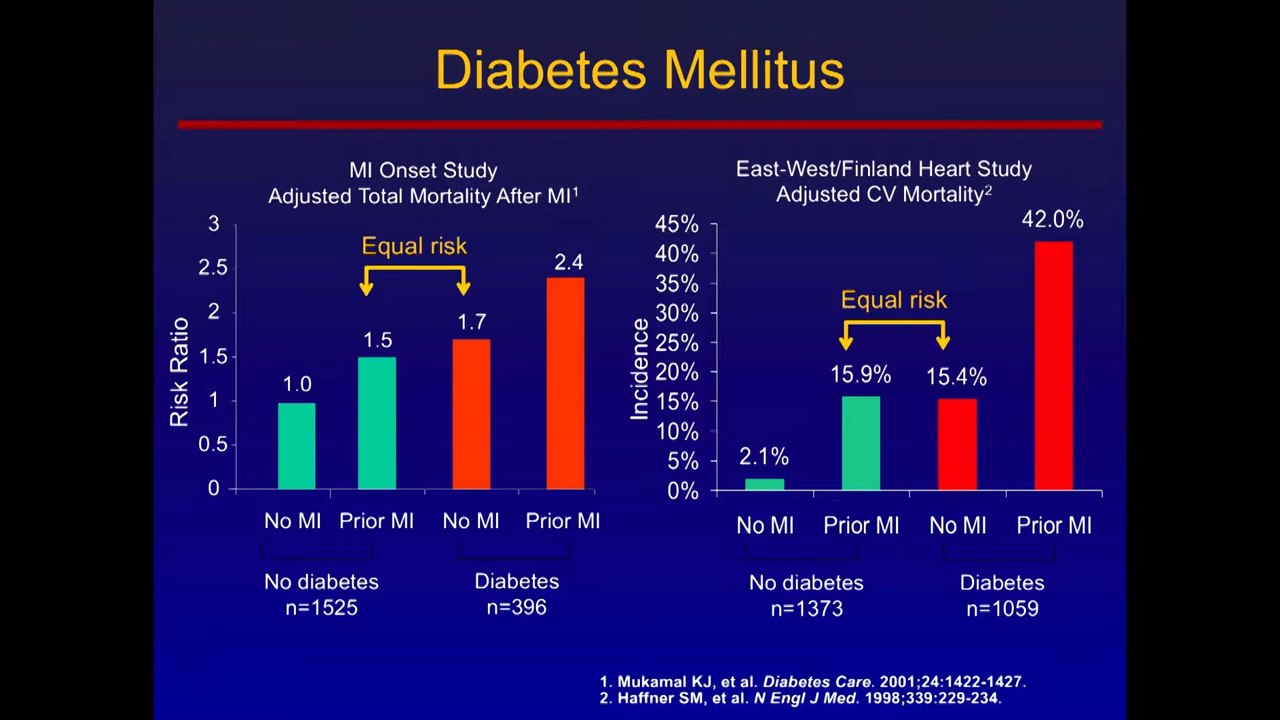 Diabetes Mellitus
MI Onset Study
Adjusted Total Mortality After MI¹
Risk Ratio
3
2.5
2
1.5
1
0.5
0
Equal risk
1.0
1.5
1.7
2.4
No MI
Prior MI
No MI
Prior MI
No diabetes
n=1525
Diabetes
n=396
East-West/Finland Heart Study
Adjusted CV Mortality²
Incidence
45%
40%
35%
30%
25%
20%
15%
10%
5%
0%
Equal risk
2.1%
15.9%
15.4%
42.0%
No MI
Prior MI
No MI
Prior MI
No diabetes
n=1373
Diabetes
n=1059
1. Mukamal KJ, et al. Diabetes Care. 2001;24:1422-1427.
2. Haffner SM, et al. N Engl J Med. 1998;339:229-234.